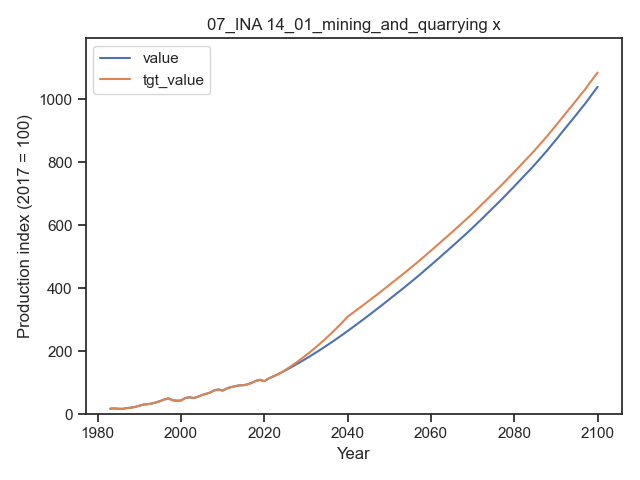 07_INA 14_01_mining_and_quarrying x
value
tgt_value
Production index (2017 = 100)
1000
800
600
400
200
0
1980
2000
2020
2040
2060
2080
2100
Year